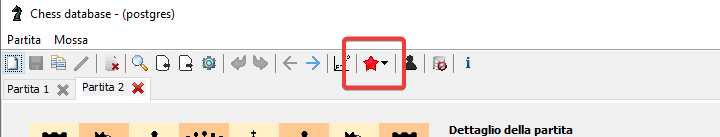 Chess database - (postgres)
Partita Mossa
Partita 1 Partita 2
Dettaglio della partita